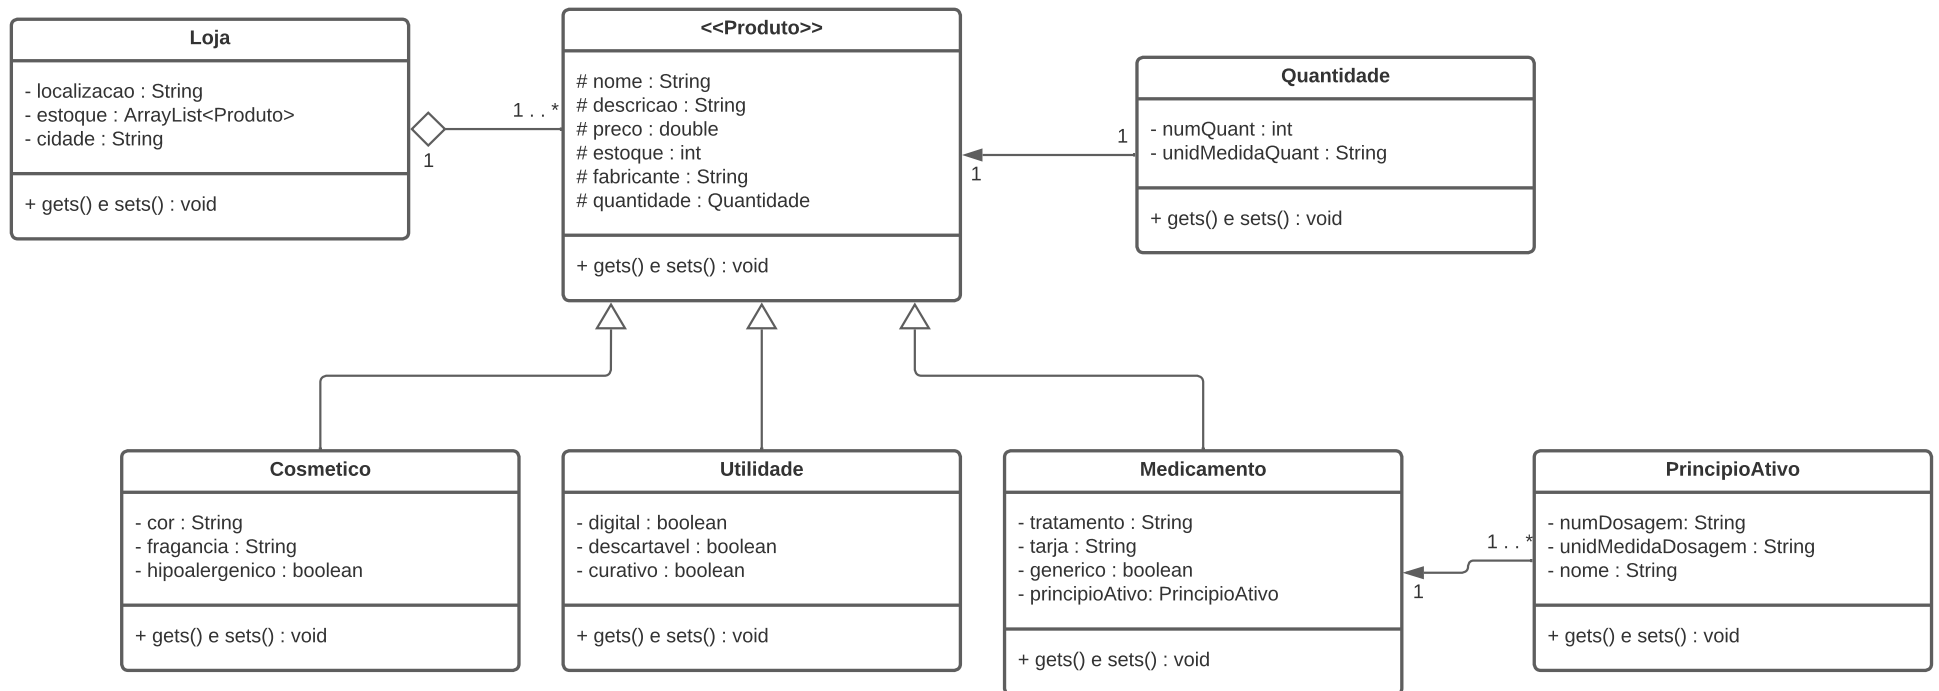 Loja
- localizacao : String
- estoque : ArrayList<Produto>
- cidade : String
+ gets() e sets() : void
1
1 . . *
<<Produto>>
# nome : String
# descricao : String
# preco : double
# estoque : int
# fabricante : String
# quantidade : Quantidade
+ gets() e sets() : void
1
1
Quantidade
- numQuant : int
- unidMedidaQuant : String
+ gets() e sets() : void
Cosmetico
- cor : String
- fragancia : String
- hipoalergenico : boolean
+ gets() e sets() : void
Utilidade
- digital : boolean
- descartavel : boolean
- curativo : boolean
+ gets() e sets() : void
Medicamento
- tratamento : String
- tarja : String
- generico : boolean
- principioAtivo: PrincipioAtivo
+ gets() e sets() : void
1
1 . . *
PrincipioAtivo
- numDosagem: String
- unidMedidaDosagem : String
- nome : String
+ gets() e sets() : void